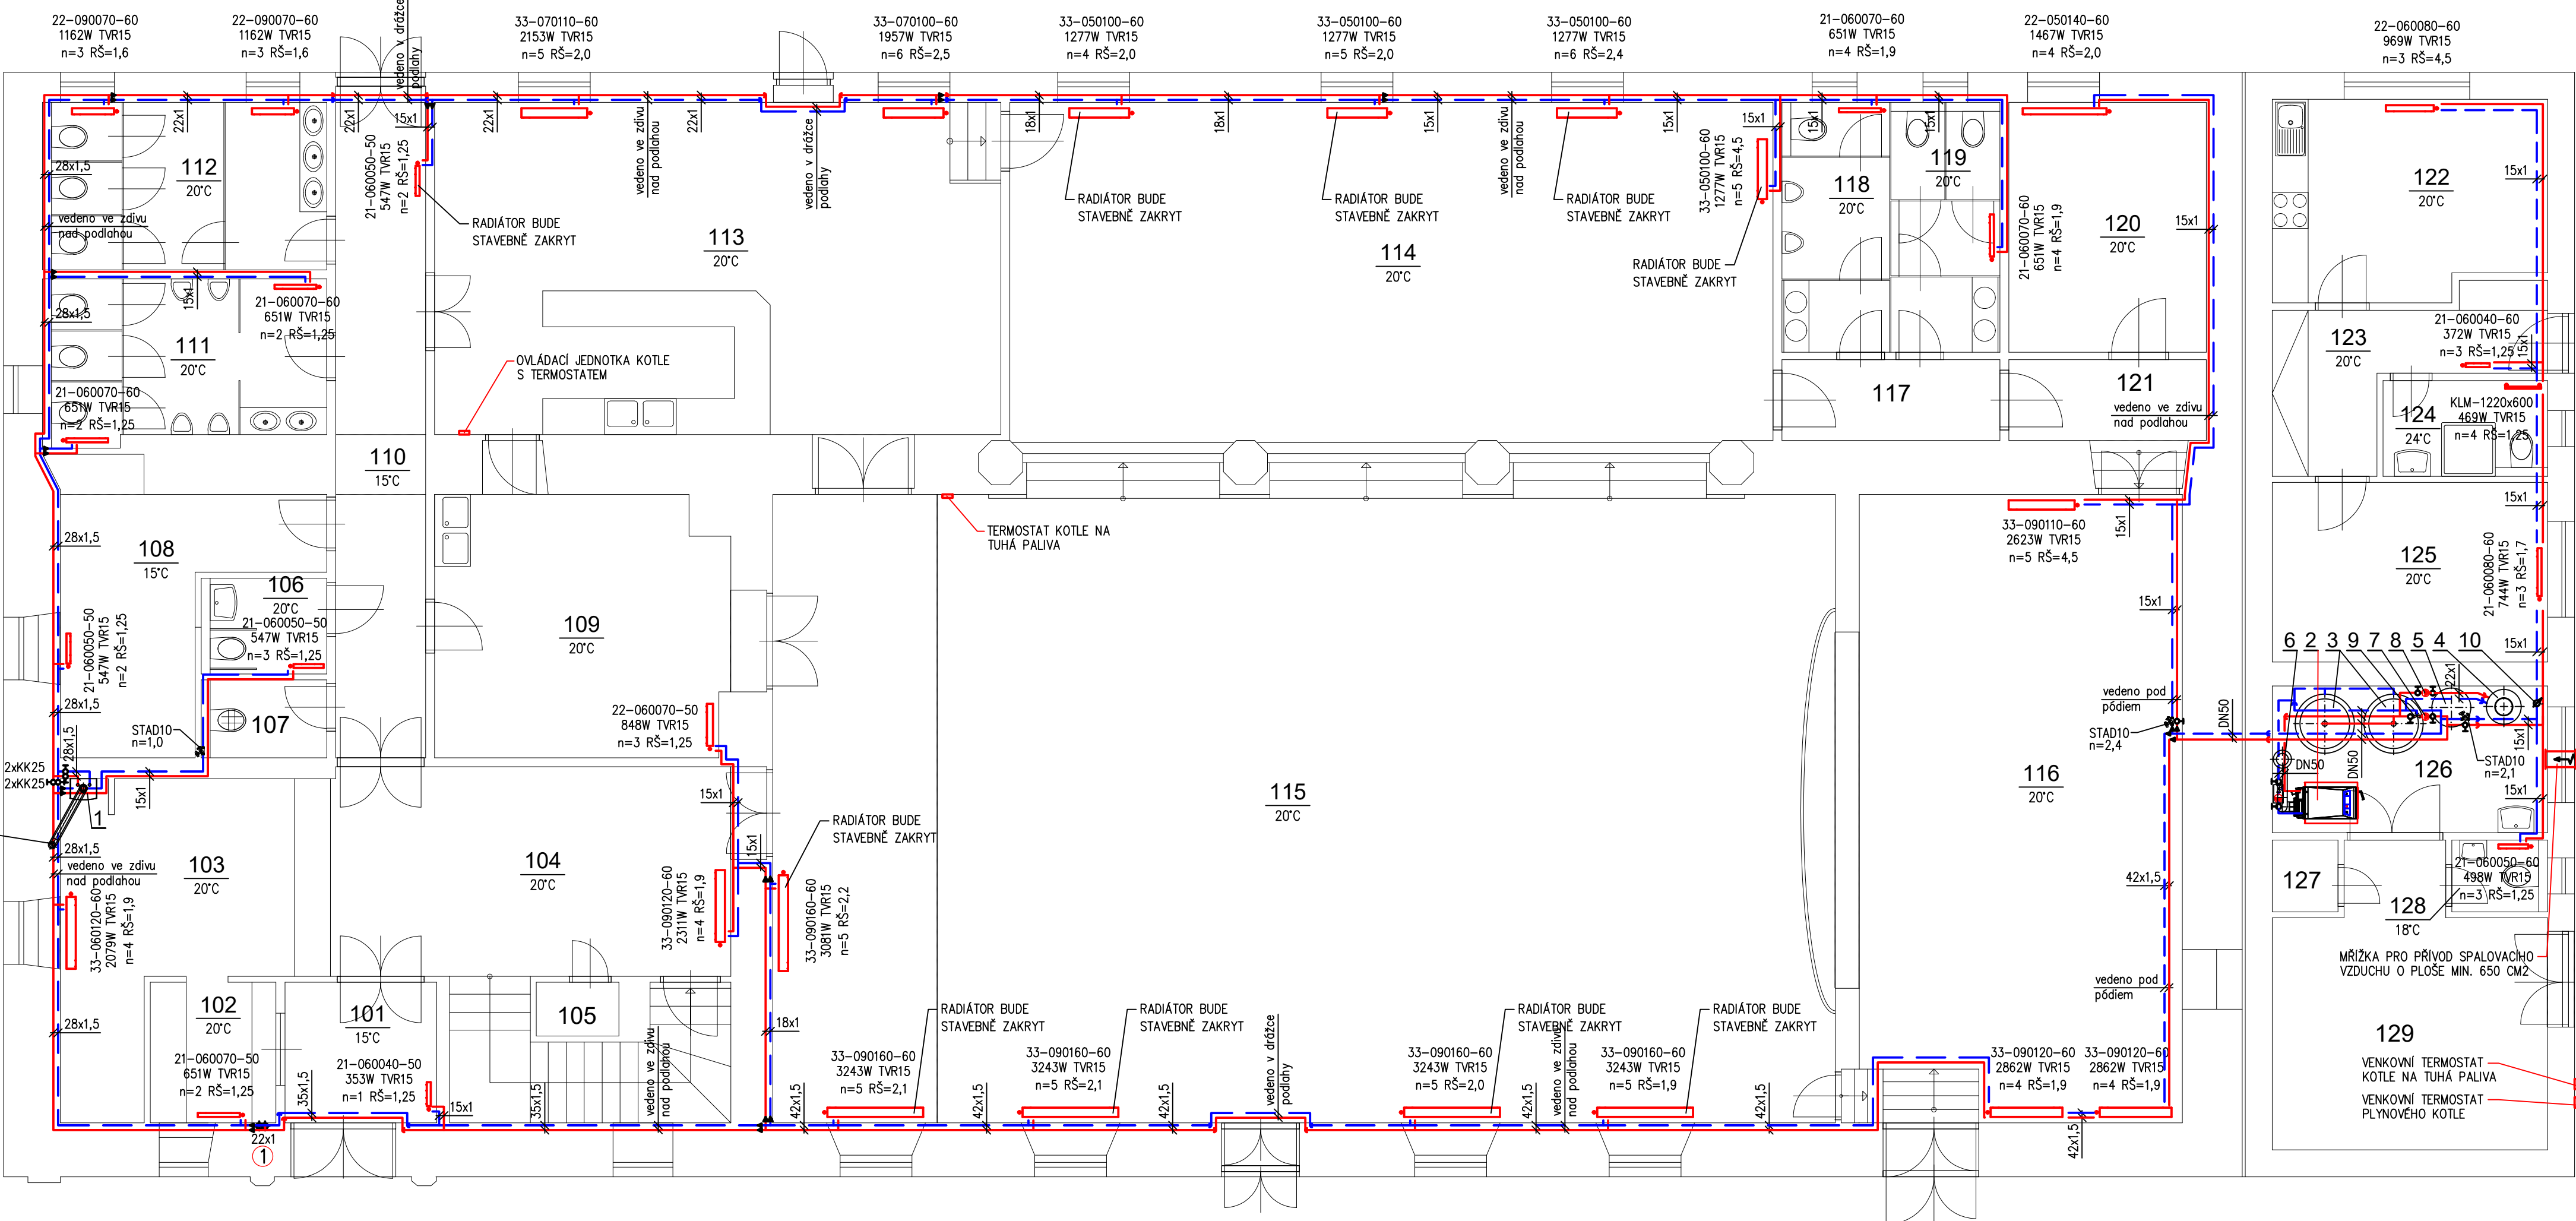 22-090070-60
1162W TVR15
n=3 RŠ=1,6
22-090070-60
1162W TVR15
n=3 RŠ=1,6
vedeno v drážce
podlahy
33-070110-60
2153W TVR15
n=5 RŠ=2,0
33-070100-60
1957W TVR15
n=6 RŠ=2,5
33-050100-60
1277W TVR15
n=4 RŠ=2,0
33-050100-60
1277W TVR15
n=5 RŠ=2,0
33-050100-60
1277W TVR15
n=6 RŠ=2,4
21-060070-60
651W TVR15
n=4 RŠ=1,9
22-050140-60
1467W TVR15
n=4 RŠ=2,0
22-060080-60
969W TVR15
n=3 RŠ=4,5
22x1
22x1
15x1
22x1
vedeno ve zdivu
nad podlahou
22x1
vedeno v drážce
podlahy
18x1
18x1
15x1
vedeno ve zdivu
nad podlahou
15x1
15x1
15x1
15x1
28x1,5
112
20°C
21-060050-50
547W TVR15
n=2 RŠ=1,25
RADIÁTOR BUDE
STAVEBNĚ ZAKRYT
113
20°C
RADIÁTOR BUDE
STAVEBNĚ ZAKRYT
RADIÁTOR BUDE
STAVEBNĚ ZAKRYT
RADIÁTOR BUDE
STAVEBNĚ ZAKRYT
33-050100-60
1277W TVR15
n=5 RŠ=4,5
RADIÁTOR BUDE
STAVEBNĚ ZAKRYT
114
20°C
118
20°C
119
20°C
21-060070-60
651W TVR15
n=4 RŠ=1,9
120
20°C
15x1
122
20°C
15x1
vedeno ve zdivu
nad podlahou
15x1
28x1,5
21-060070-60
651W TVR15
n=2 RŠ=1,25
111
20°C
21-060070-60
651W TVR15
n=2 RŠ=1,25
OVLÁDACÍ JEDNOTKA KOTLE
S TERMOSTATEM
117
121
vedeno ve zdivu
nad podlahou
123
20°C
21-060040-60
372W TVR15
n=3 RŠ=1,25
15x1
KLM-1220x600
469W TVR15
n=4 RŠ=1,25
124
24°C
110
15°C
28x1,5
108
15°C
106
20°C
21-060050-50
547W TVR15
n=3 RŠ=1,25
21-060050-50
547W TVR15
n=2 RŠ=1,25
28x1,5
107
STAD10
n=1,0
109
20°C
TERMOSTAT KOTLE NA
TUHÁ PALIVA
33-090110-60
2623W TVR15
n=5 RŠ=4,5
15x1
15x1
15x1
125
20°C
21-060080-60
744W TVR15
n=3 RŠ=1,7
15x1
6 2 3 9 7 8 5 4 10
22x1
22-060070-50
848W TVR15
n=3 RŠ=1,25
vedeno pod
pódiem
STAD10
n=2,4
DN50
DN50
DN50
15x1
126
STAD10
n=2,1
15x1
2xKK25
2xKK25
28x1,5
15x1
1
28x1,5
vedeno ve zdivu
nad podlahou
103
20°C
33-060120-60
2079W TVR15
n=4 RŠ=1,9
104
20°C
15x1
15x1
33-090120-60
2311W TVR15
n=4 RŠ=1,9
RADIÁTOR BUDE
STAVEBNĚ ZAKRYT
33-090160-60
3081W TVR15
n=5 RŠ=2,2
115
20°C
116
20°C
42x1,5
127
21-060050-60
498W TVR15
n=3 RŠ=1,25
128
18°C
MŘÍŽKA PRO PŘÍVOD SPALOVACÍHO
VZDUCHU O PLOŠE MIN. 650 CM2
vedeno pod
pódiem
28x1,5
102
20°C
101
15°C
105
18x1
21-060070-50
651W TVR15
n=2 RŠ=1,25
21-060040-50
353W TVR15
n=1 RŠ=1,25
35x1,5
15x1
35x1,5
vedeno ve zdivu
nad podlahou
22x1
1
RADIÁTOR BUDE
STAVEBNĚ ZAKRYT
RADIÁTOR BUDE
STAVEBNĚ ZAKRYT
RADIÁTOR BUDE
STAVEBNĚ ZAKRYT
RADIÁTOR BUDE
STAVEBNĚ ZAKRYT
33-090160-60
3243W TVR15
n=5 RŠ=2,1
33-090160-60
3243W TVR15
n=5 RŠ=2,1
vedeno v drážce
podlahy
33-090160-60
3243W TVR15
n=5 RŠ=2,0
vedeno ve zdivu
nad podlahou
33-090160-60
3243W TVR15
n=5 RŠ=1,9
42x1,5
42x1,5
42x1,5
42x1,5
42x1,5
33-090120-60
2862W TVR15
n=4 RŠ=1,9
33-090120-60
2862W TVR15
n=4 RŠ=1,9
42x1,5
129
VENKOVNÍ TERMOSTAT
KOTLE NA TUHÁ PALIVA
VENKOVNÍ TERMOSTAT
PLYNOVÉHO KOTLE